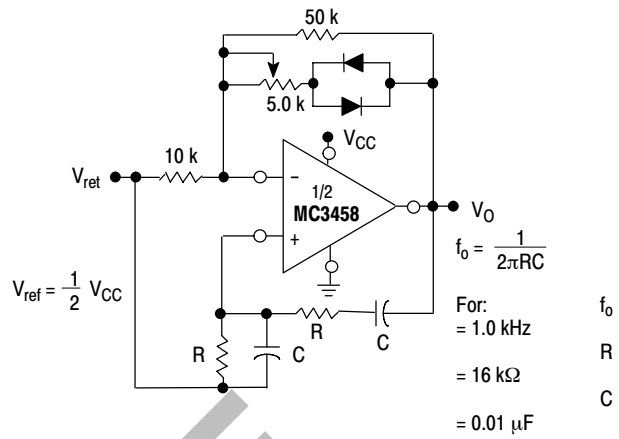 50 k
5.0 k
10 k
V_CC
V_ret
−
1/2
MC3458
+
V_O
f_o = 1/2πRC
V_ref = 1/2 V_CC
R
C
R
C
For: f_o
= 1.0 kHz
R
= 16 kΩ
C
= 0.01 μF